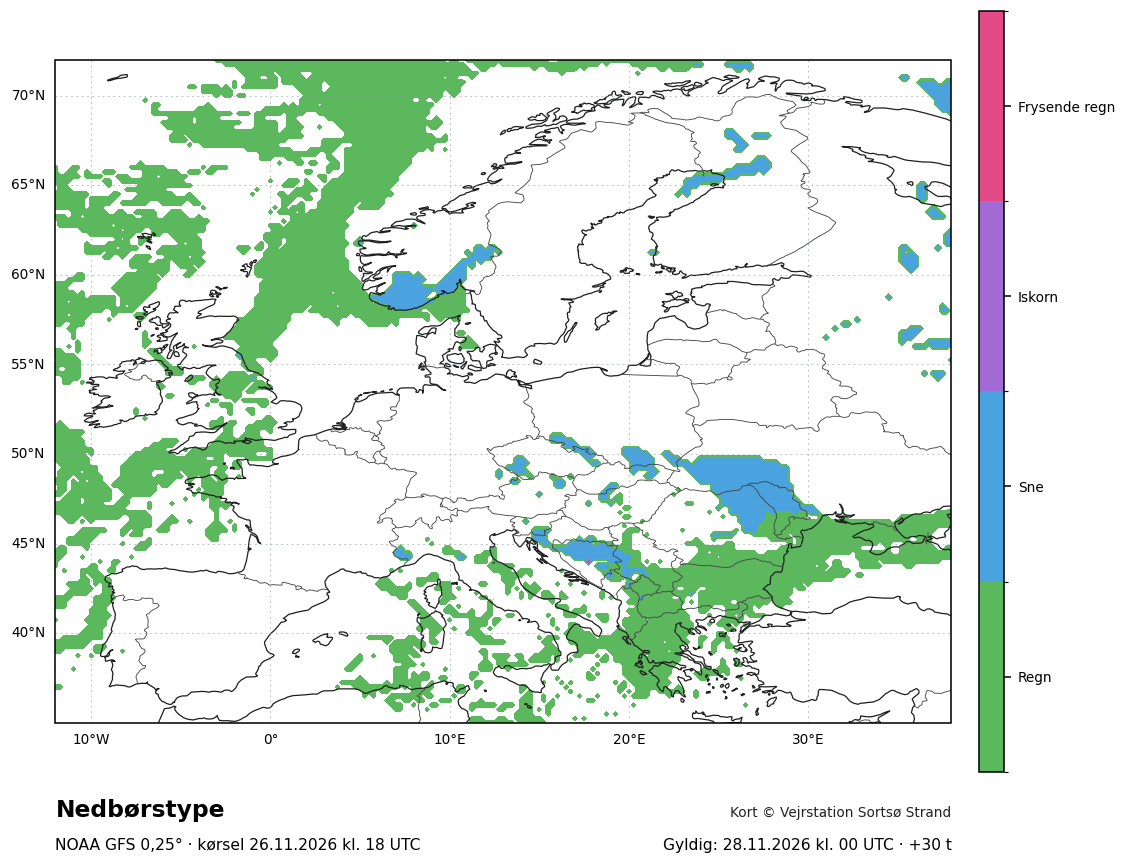 70°N
65°N
60°N
55°N
50°N
45°N
40°N
10°W
0°
10°E
20°E
30°E
Frysende regn
Iskorn
Sne
Regn
Nedbørstype
Kort © Vejrstation Sortsø Strand
NOAA GFS 0,25° · kørsel 26.11.2026 kl. 18 UTC
Gyldig: 28.11.2026 kl. 00 UTC · +30 t